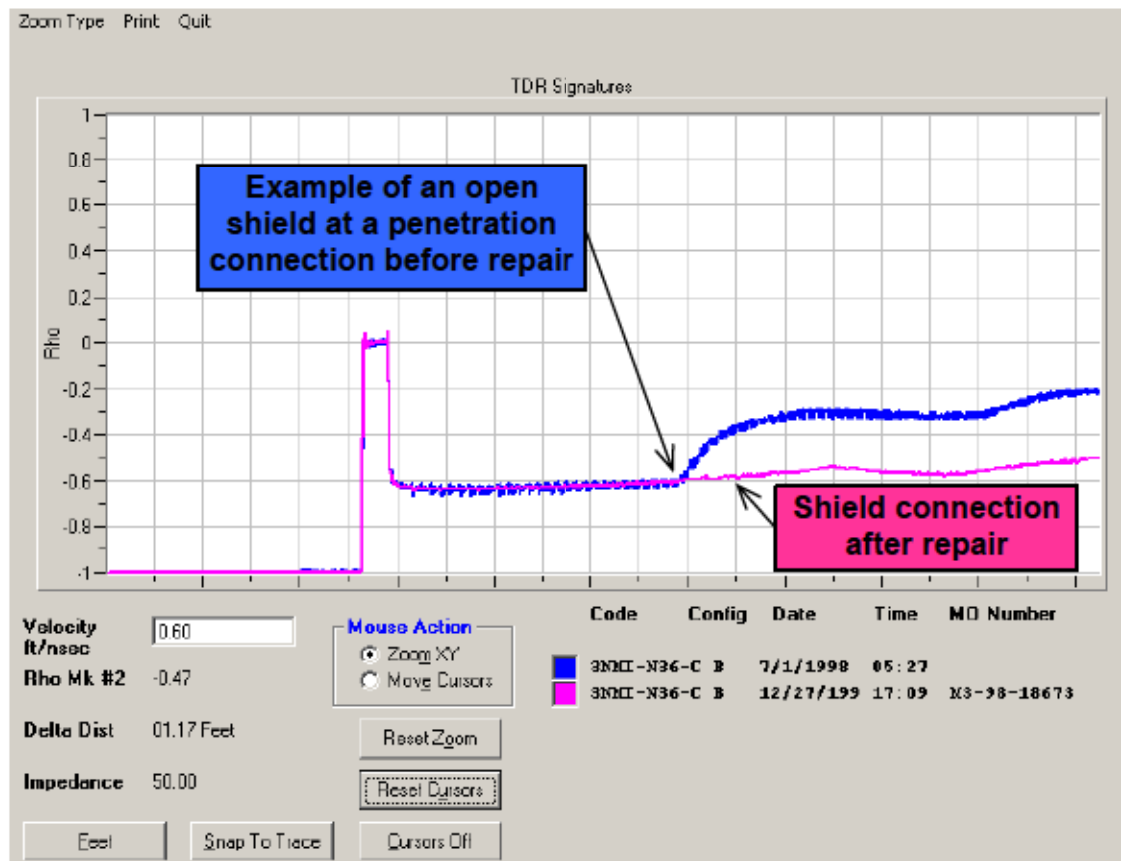 Zoom Type Print Quit
TDR Signatures
1
0.8
0.6
0.4
0.2
0
-0.2
-0.4
-0.6
-0.8
-1
Rho
Example of an open
shield at a penetration
connection before repair
Shield connection
after repair
Velocity
ft/nsec
0.60
Rho Mk #2 -0.47
Delta Dist 01.17 Feet
Impedance 50.00
Feet
Snap To Trace
Mouse Action
Zoom XY
Move Cursors
Reset Zoom
Reset Cursors
Cursors Off
Code Config Date Time MO Number
3NMI-N36-C B 7/1/1998 05:27
3NMI-N36-C B 12/27/199 17:09 M3-98-18673